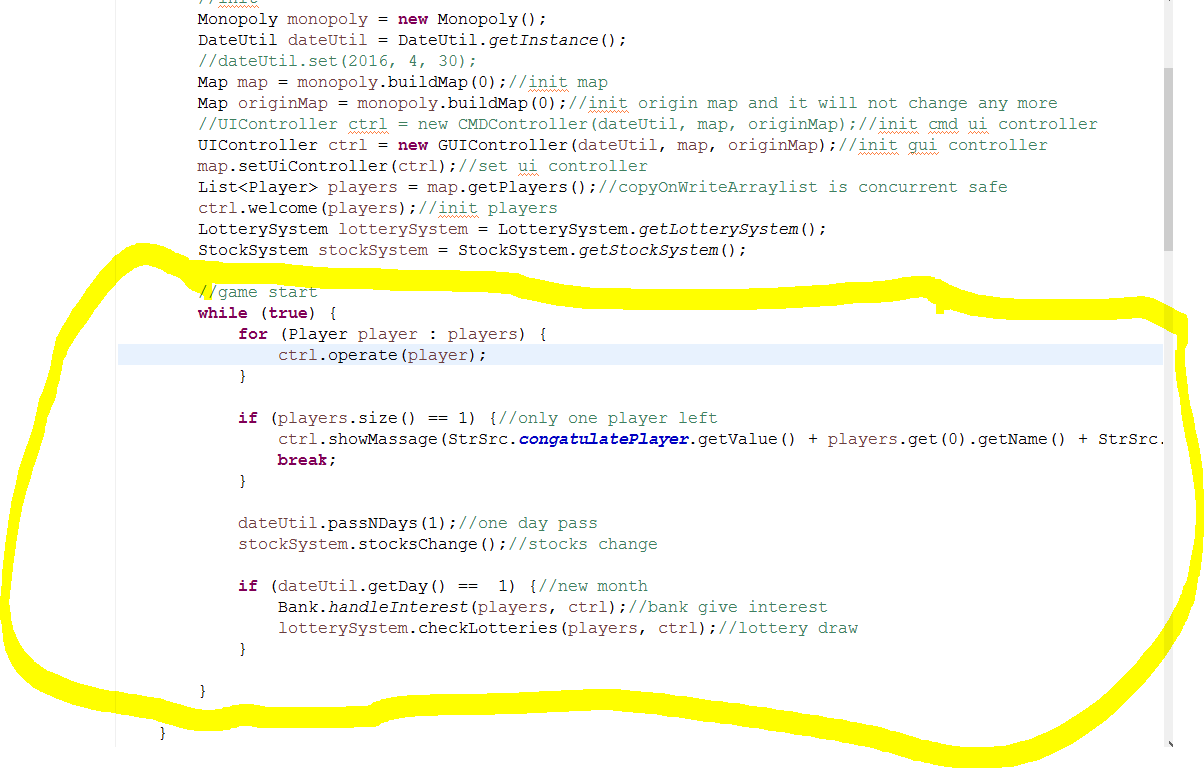 //init
Monopoly monopoly = new Monopoly();
DateUtil dateUtil = DateUtil.getInstance();
//dateUtil.set(2016, 4, 30);
Map map = monopoly.buildMap(0);//init map
Map originMap = monopoly.buildMap(0);//init origin map and it will not change any more
//UIController ctrl = new CMDController(dateUtil, map, originMap);//init cmd ui controller
UIController ctrl = new GUIController(dateUtil, map, originMap);//init gui controller
map.setUiController(ctrl);//set ui controller
List<Player> players = map.getPlayers();//copyOnWriteArraylist is concurrent safe
ctrl.welcome(players);//init players
LotterySystem lotterySystem = LotterySystem.getLotterySystem();
StockSystem stockSystem = StockSystem.getStockSystem();
//game start
while (true) {
for (Player player : players) {
ctrl.operate(player);
}
if (players.size() == 1) {//only one player left
ctrl.showMassage(StrSrc.congatulatePlayer.getValue() + players.get(0).getName() + StrSrc.
break;
}
dateUtil.passNDays(1);//one day pass
stockSystem.stocksChange();//stocks change
if (dateUtil.getDay() ==  1) {//new month
Bank.handleInterest(players, ctrl);//bank give interest
lotterySystem.checkLotteries(players, ctrl);//lottery draw
}
}
}